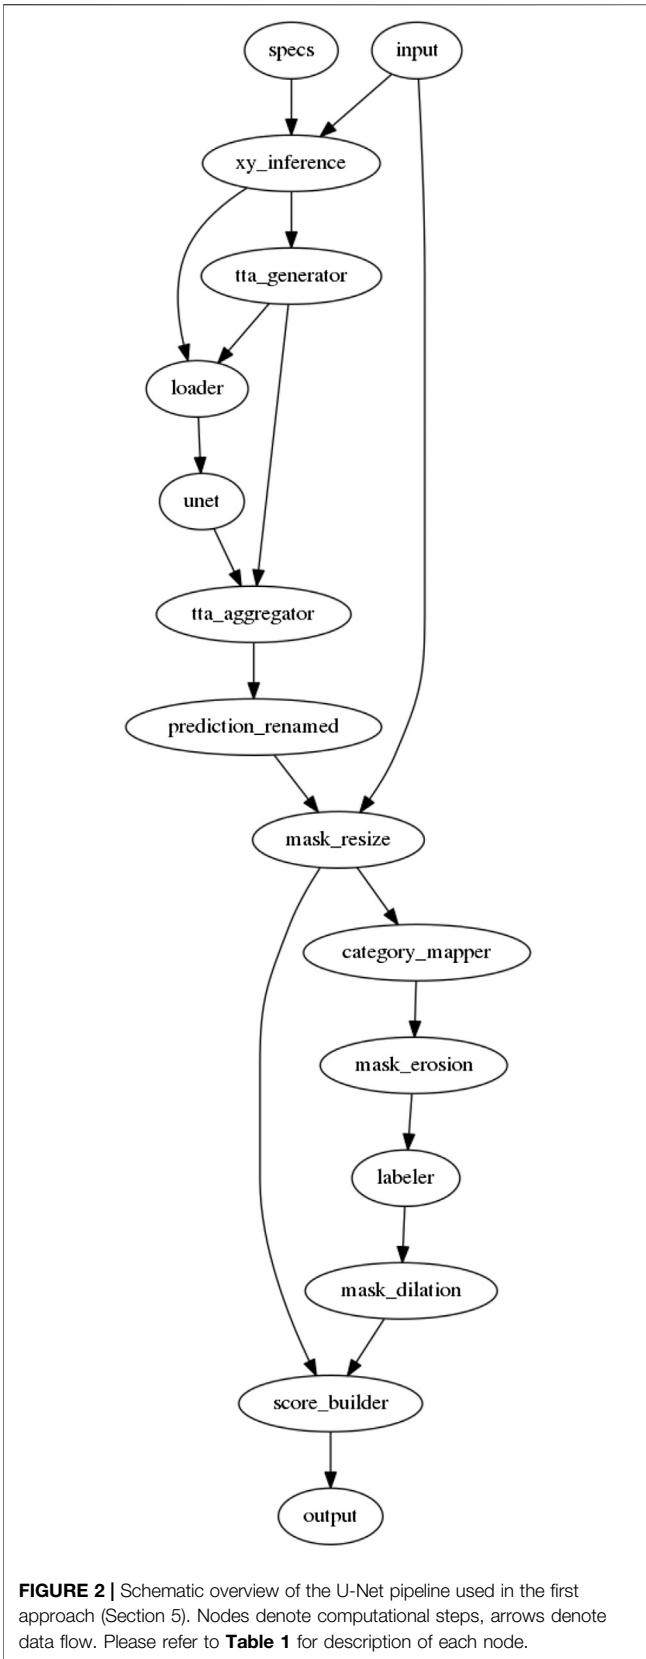 specs
input
xy_inference
tta_generator
loader
unet
tta_aggregator
prediction_renamed
mask_resize
category_mapper
mask_erosion
labeler
mask_dilation
score_builder
output
FIGURE 2 | Schematic overview of the U-Net pipeline used in the first
approach (Section 5). Nodes denote computational steps, arrows denote
data flow. Please refer to Table 1 for description of each node.